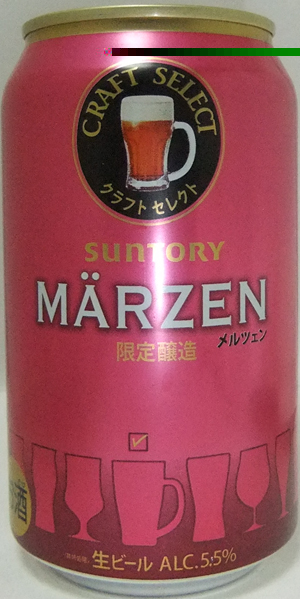 CRAFT SELECT
クラフト セレクト
SUNTORY
MÄRZEN
メルツェン
限定醸造
酒
生ビール ALC.5.5%